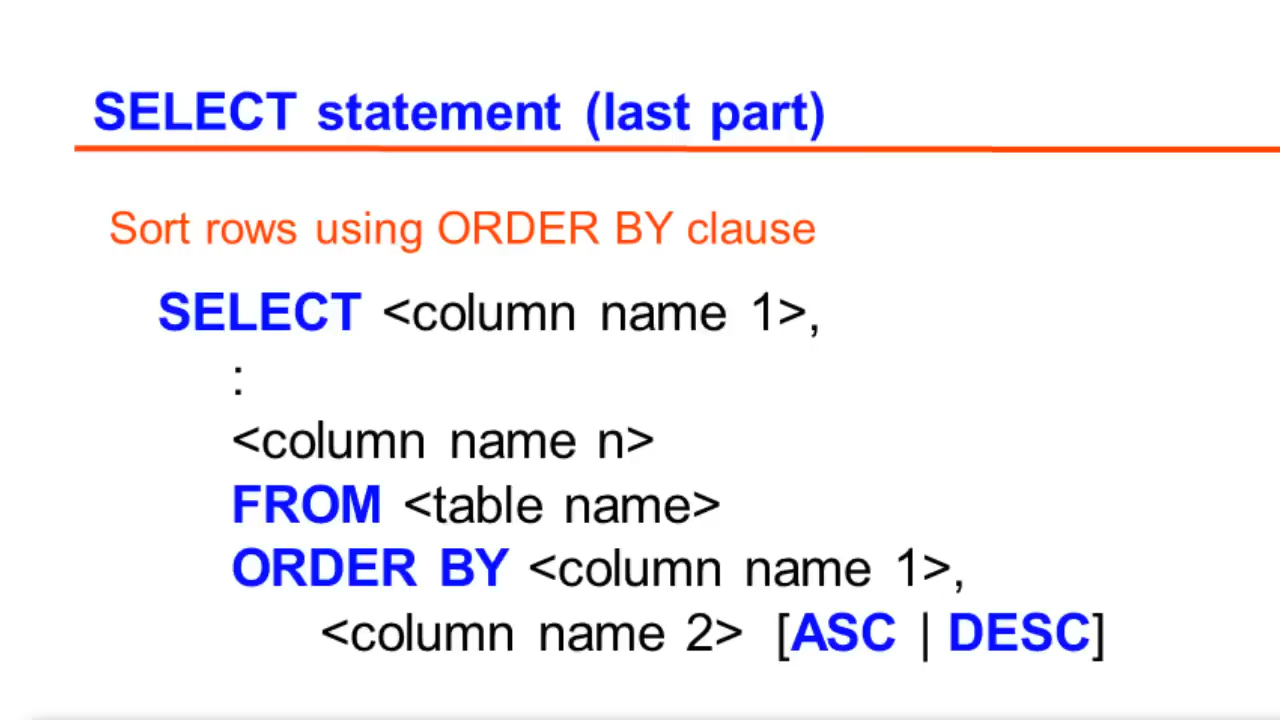 SELECT statement (last part)
Sort rows using ORDER BY clause
SELECT <column name 1>,
:
<column name n>
FROM <table name>
ORDER BY <column name 1>,
<column name 2> [ASC | DESC]